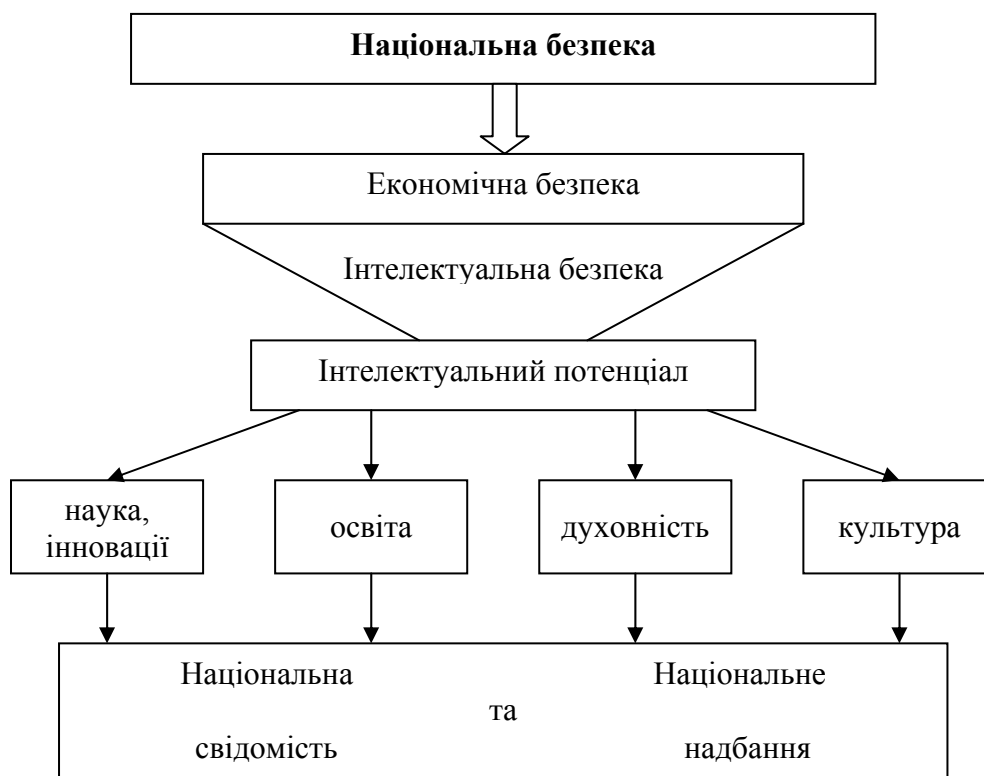 Національна безпека
Економічна безпека
Інтелектуальна безпека
Інтелектуальний потенціал
наука,
інновації
освіта
духовність
культура
Національна Національне
та
свідомість надбання